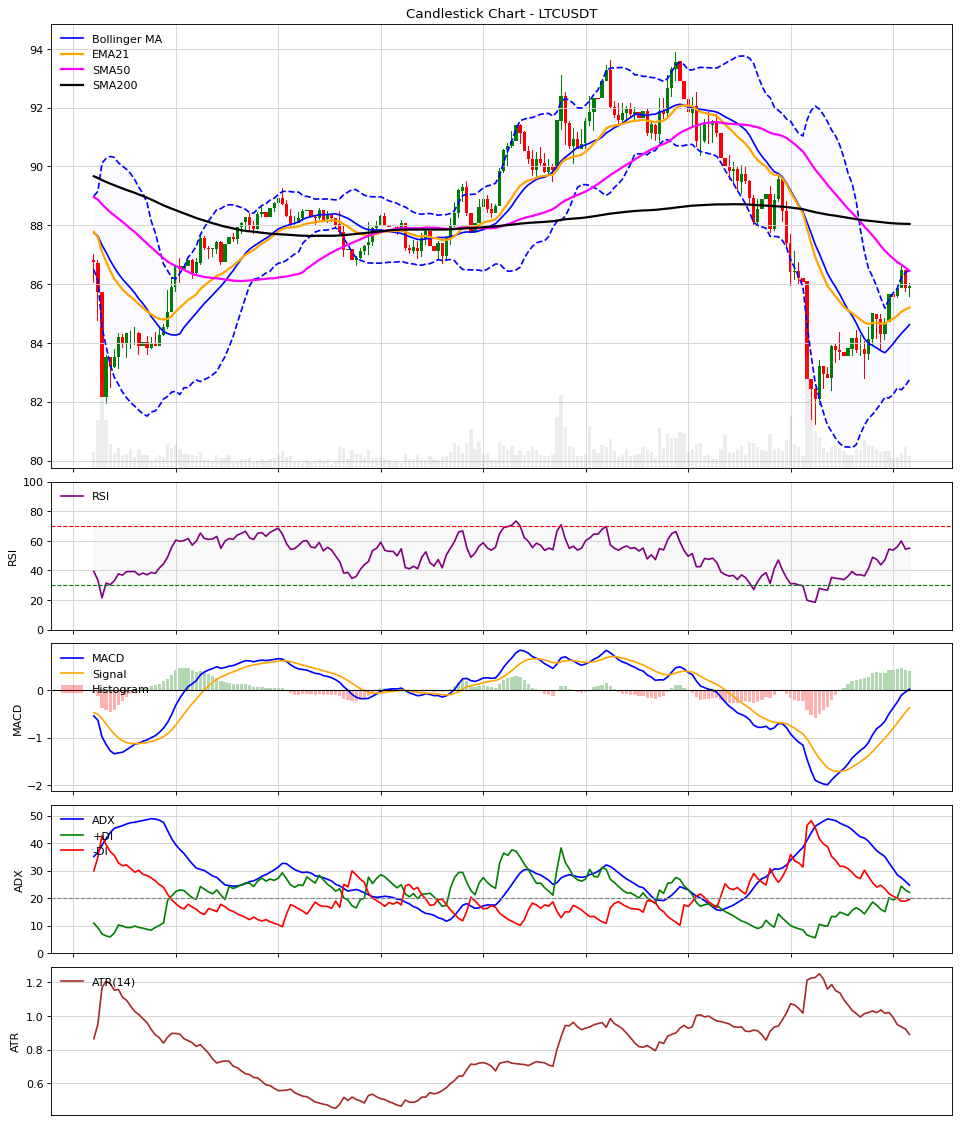 Candlestick Chart - LTCUSDT
Bollinger MA
EMA21
SMA50
SMA200
94
92
90
88
86
84
82
80
RSI
100
80
60
40
20
0
RSI
MACD
Signal
Histogram
0
−1
−2
MACD
ADX
+DI
-DI
50
40
30
20
10
0
ADX
ATR(14)
1.2
1.0
0.8
0.6
ATR